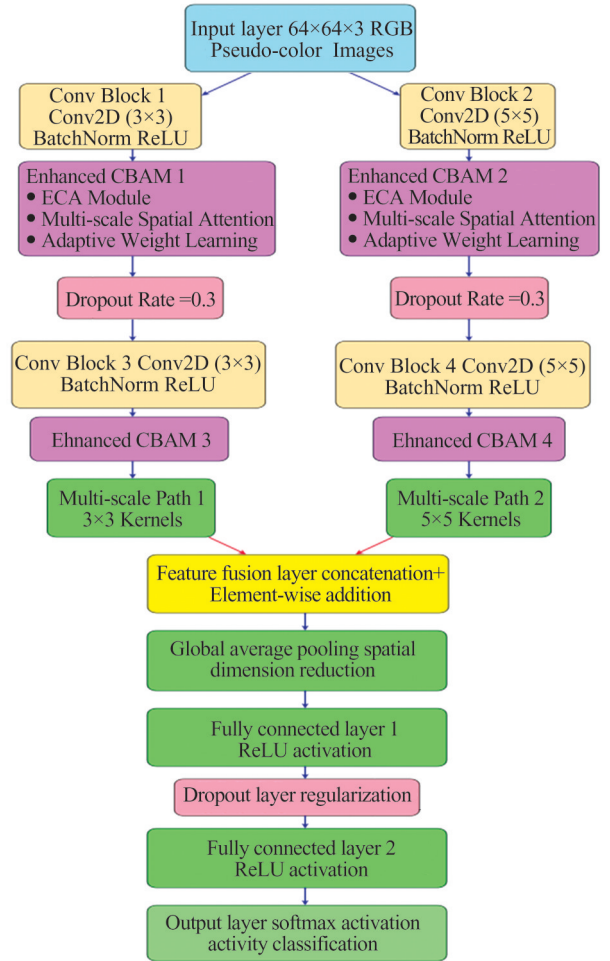 Input layer 64×64×3 RGB
Pseudo-color Images
Conv Block 1
Conv2D (3×3)
BatchNorm ReLU
Conv Block 2
Conv2D (5×5)
BatchNorm ReLU
Enhanced CBAM 1
• ECA Module
• Multi-scale Spatial Attention
• Adaptive Weight Learning
Enhanced CBAM 2
• ECA Module
• Multi-scale Spatial Attention
• Adaptive Weight Learning
Dropout Rate =0.3
Dropout Rate =0.3
Conv Block 3 Conv2D (3×3)
BatchNorm ReLU
Conv Block 4 Conv2D (5×5)
BatchNorm ReLU
Ehnanced CBAM 3
Ehnanced CBAM 4
Multi-scale Path 1
3×3 Kernels
Multi-scale Path 2
5×5 Kernels
Feature fusion layer concatenation+
Element-wise addition
Global average pooling spatial
dimension reduction
Fully connected layer 1
ReLU activation
Dropout layer regularization
Fully connected layer 2
ReLU activation
Output layer softmax activation
activity classification